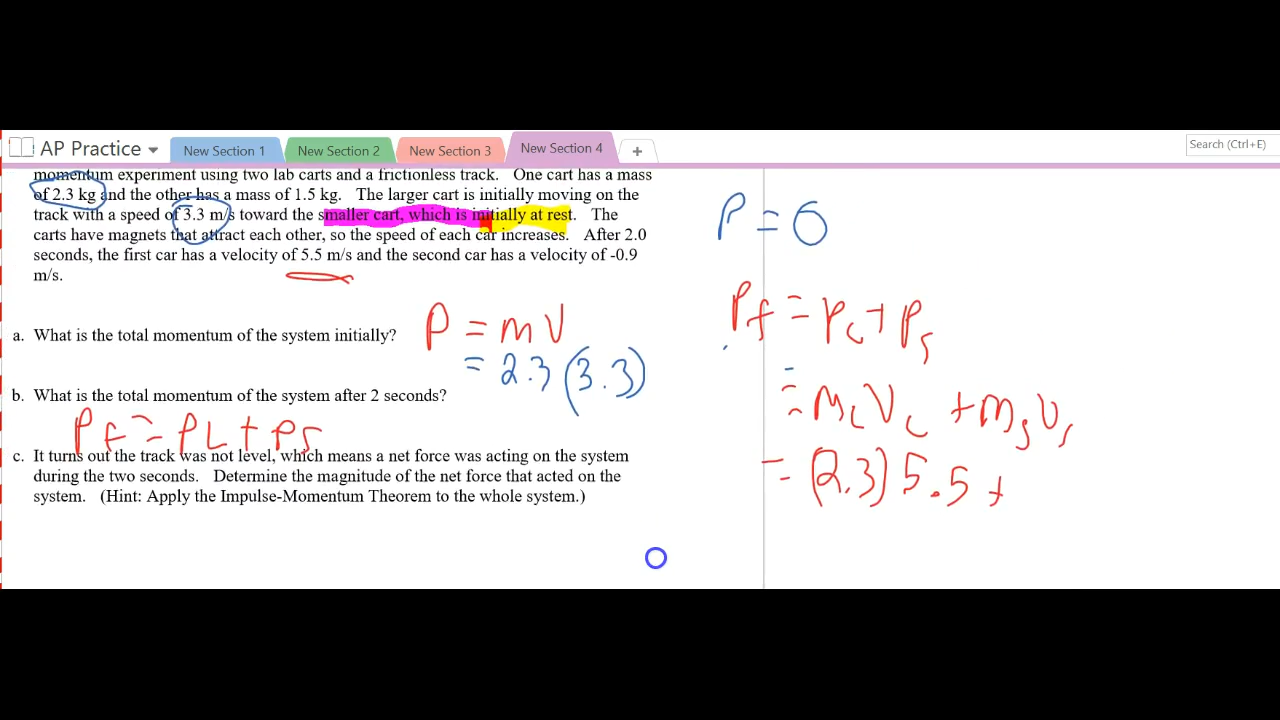 AP Practice
New Section 1
New Section 2
New Section 3
New Section 4
+
Search (Ctrl+E)
momentum experiment using two lab carts and a frictionless track. One cart has a mass
of 2.3 kg and the other has a mass of 1.5 kg. The larger cart is initially moving on the
track with a speed of 3.3 m/s toward the smaller cart, which is initially at rest. The
carts have magnets that attract each other, so the speed of each car increases. After 2.0
seconds, the first car has a velocity of 5.5 m/s and the second car has a velocity of -0.9
m/s.
a. What is the total momentum of the system initially?
P = mV
= 2.3 (3.3)
b. What is the total momentum of the system after 2 seconds?
Pf = PL + Ps
c. It turns out the track was not level, which means a net force was acting on the system
during the two seconds. Determine the magnitude of the net force that acted on the
system. (Hint: Apply the Impulse-Momentum Theorem to the whole system.)
P = 0
Pf = PL + Ps
= mLVL + msVs
= (2.3) 5.5 +